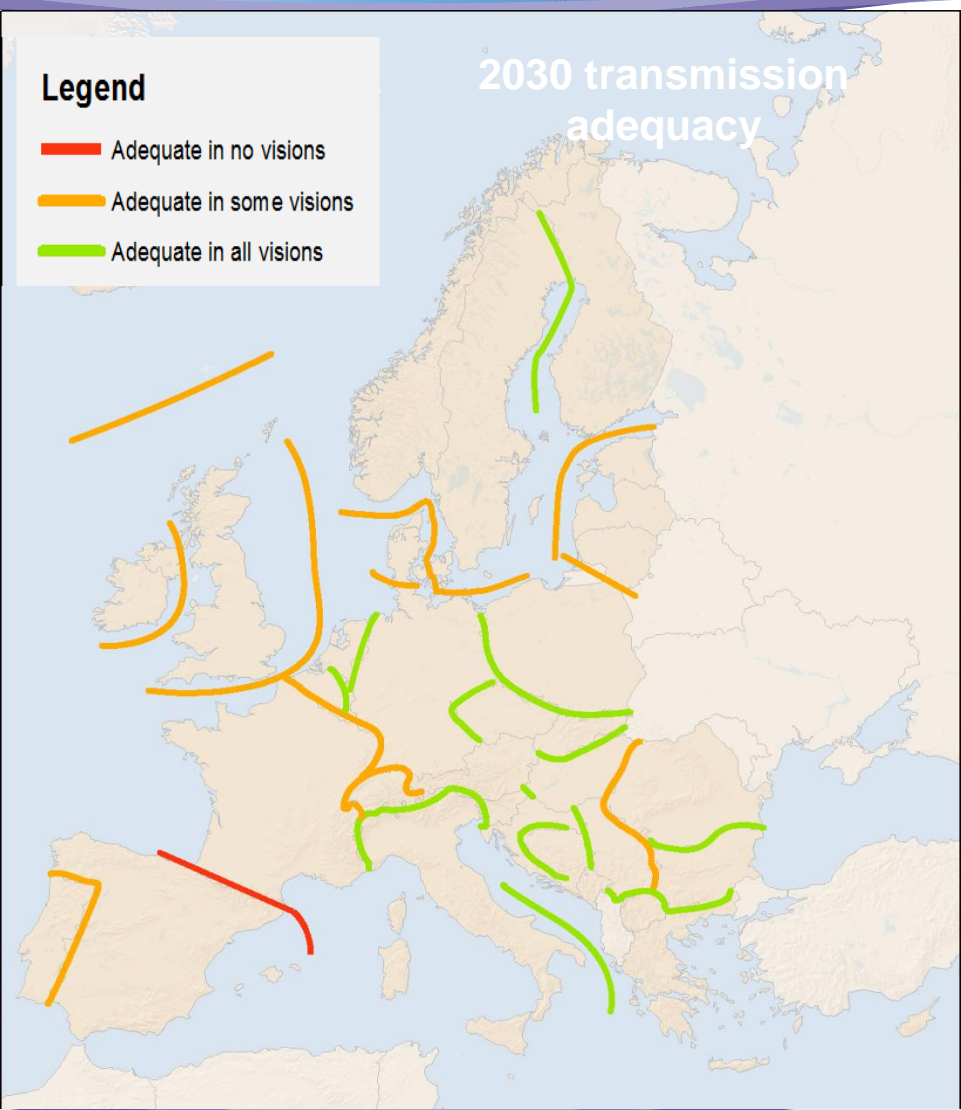 2030 transmission
adequacy
Legend
Adequate in no visions
Adequate in some visions
Adequate in all visions